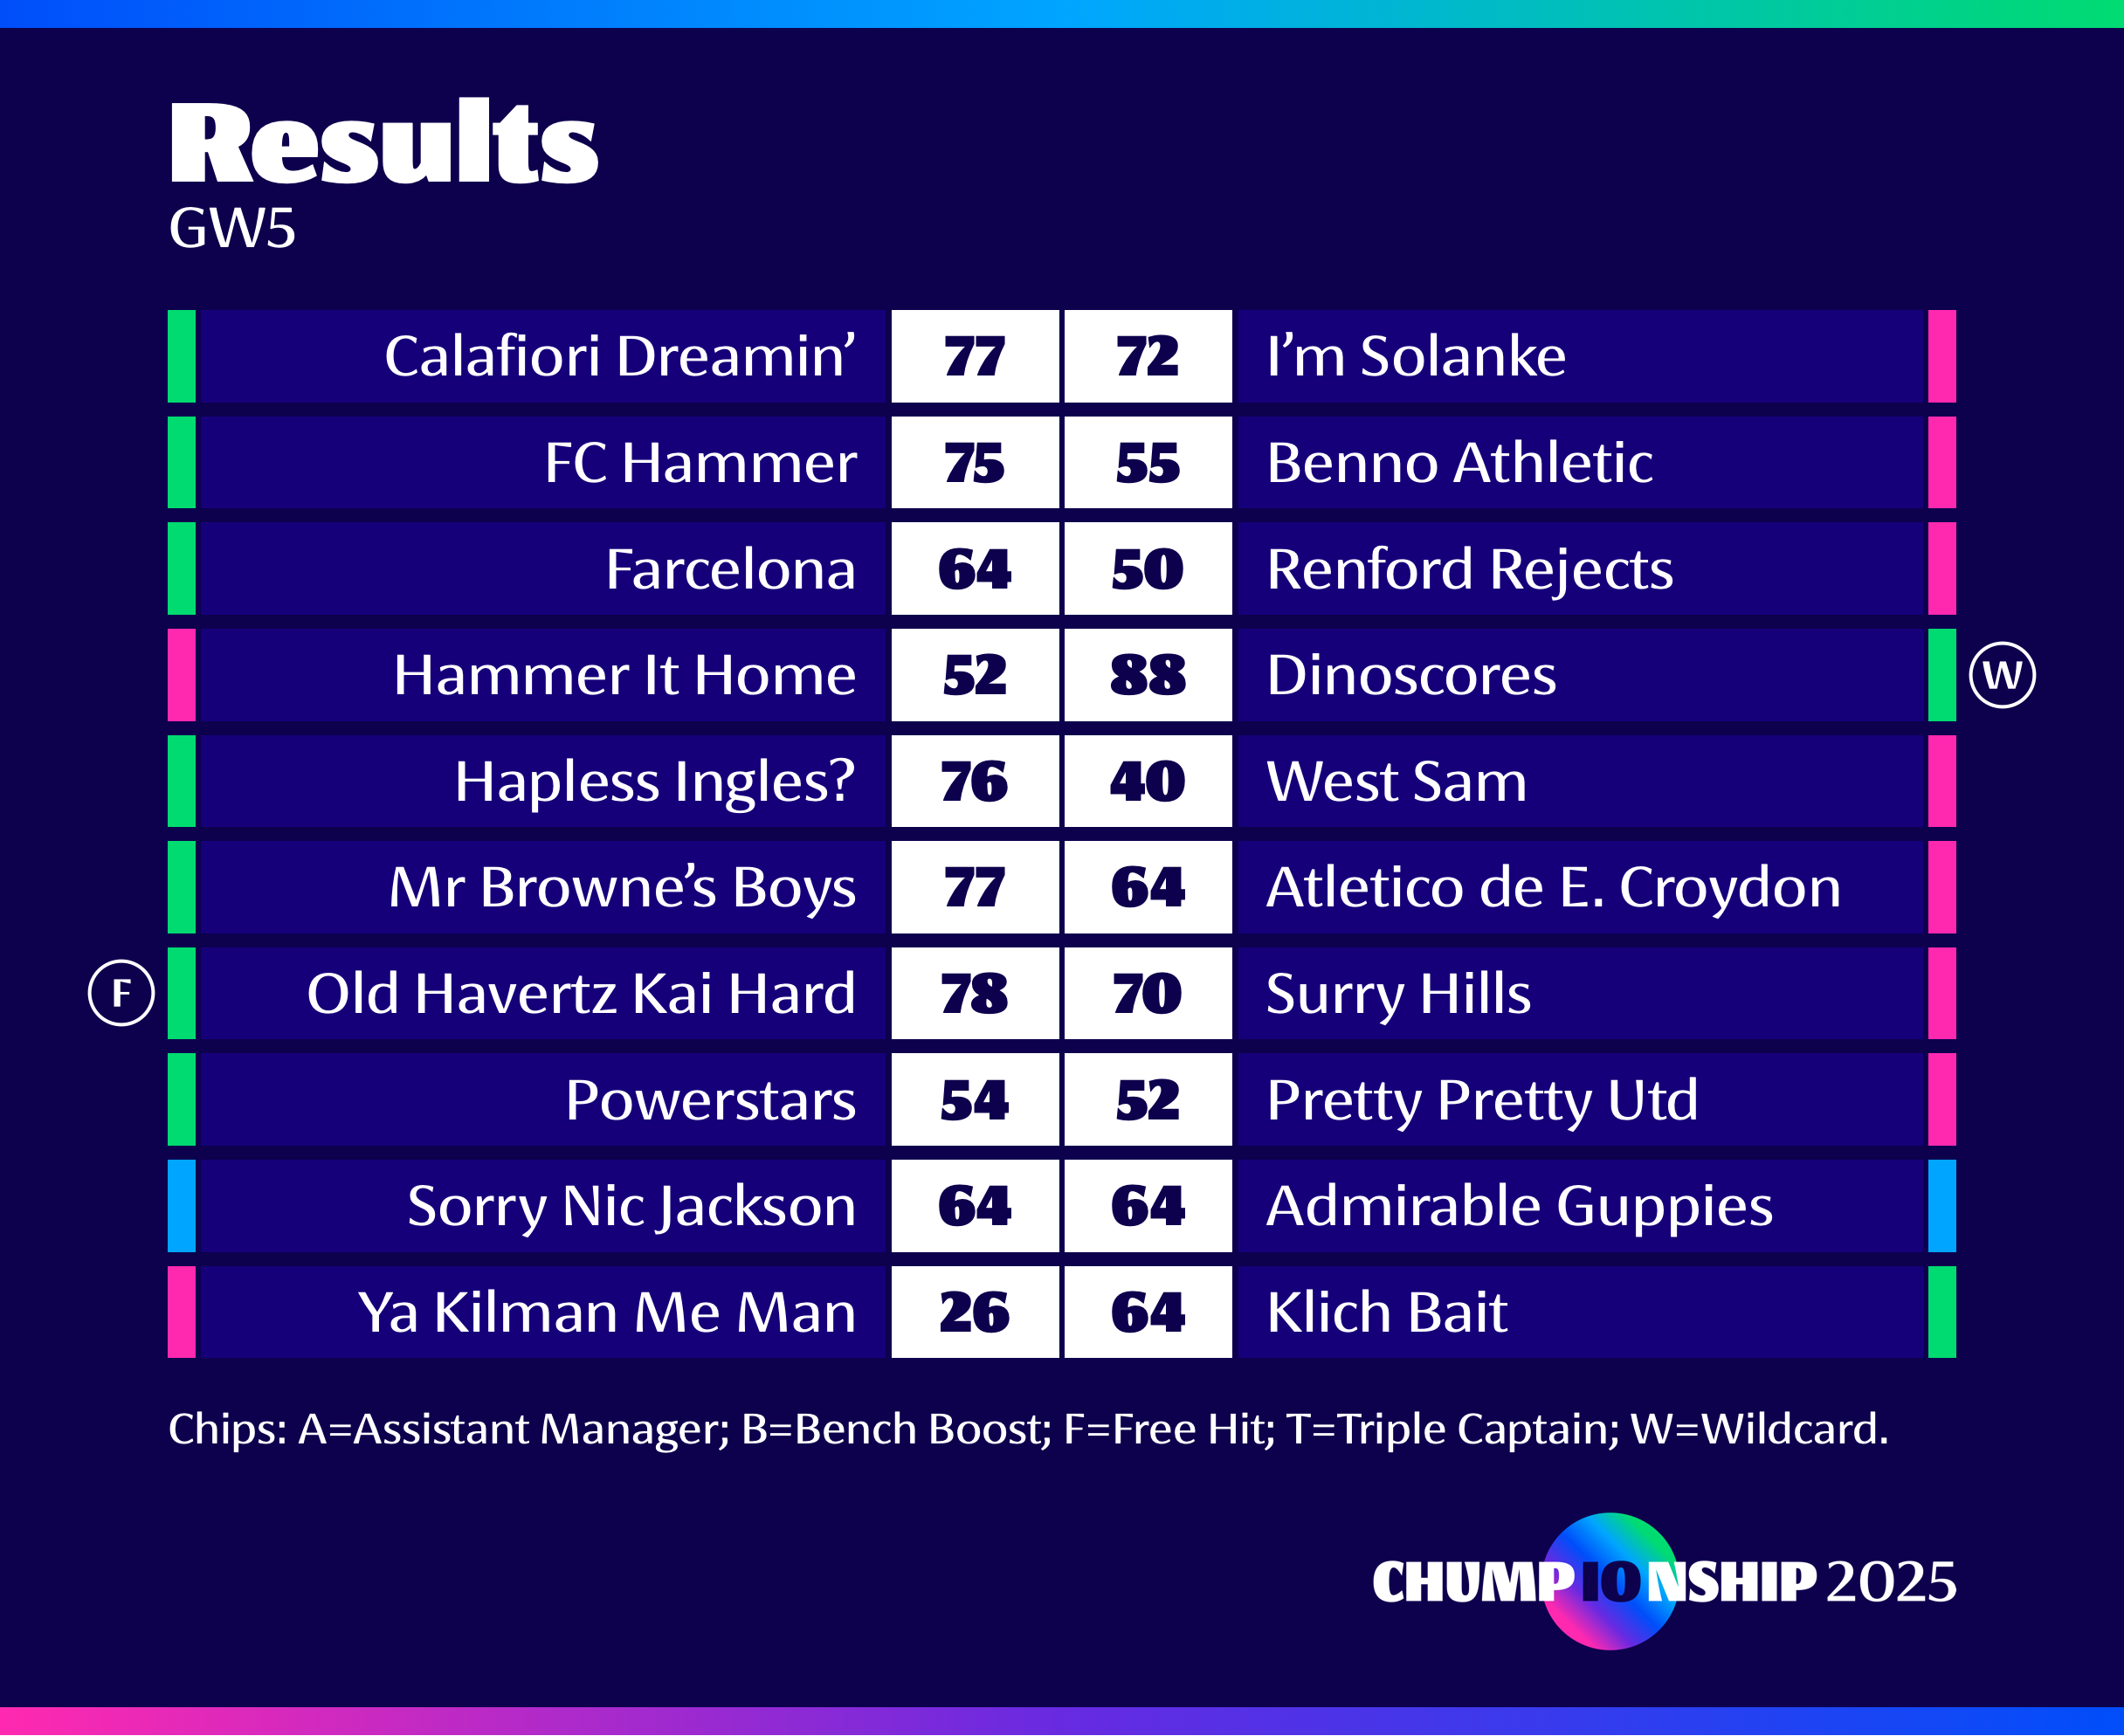 Results
GW5
Calafiori Dreamin’ 77 72 I’m Solanke
FC Hammer 75 55 Benno Athletic
Farcelona 64 50 Renford Rejects
Hammer It Home 52 88 Dinoscores W
Hapless Ingles? 76 40 West Sam
Mr Browne’s Boys 77 64 Atletico de E. Croydon
F Old Havertz Kai Hard 78 70 Surry Hills
Powerstars 54 52 Pretty Pretty Utd
Sorry Nic Jackson 64 64 Admirable Guppies
Ya Kilman Me Man 26 64 Klich Bait
Chips: A=Assistant Manager; B=Bench Boost; F=Free Hit; T=Triple Captain; W=Wildcard.
CHUMPIONSHIP 2025